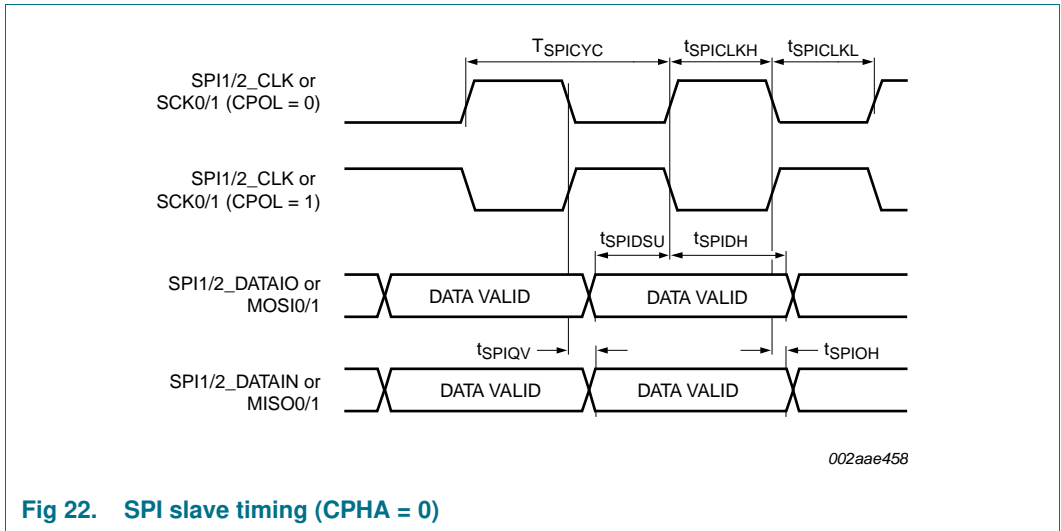 TSPICYC tSPICLKH tSPICLKL
SPI1/2_CLK or
SCK0/1 (CPOL = 0)
SPI1/2_CLK or
SCK0/1 (CPOL = 1)
tSPIDSU tSPIDH
SPI1/2_DATAIO or
MOSI0/1
DATA VALID DATA VALID
tSPIQV tSPIOH
SPI1/2_DATAIN or
MISO0/1
DATA VALID DATA VALID
002aae458
Fig 22. SPI slave timing (CPHA = 0)